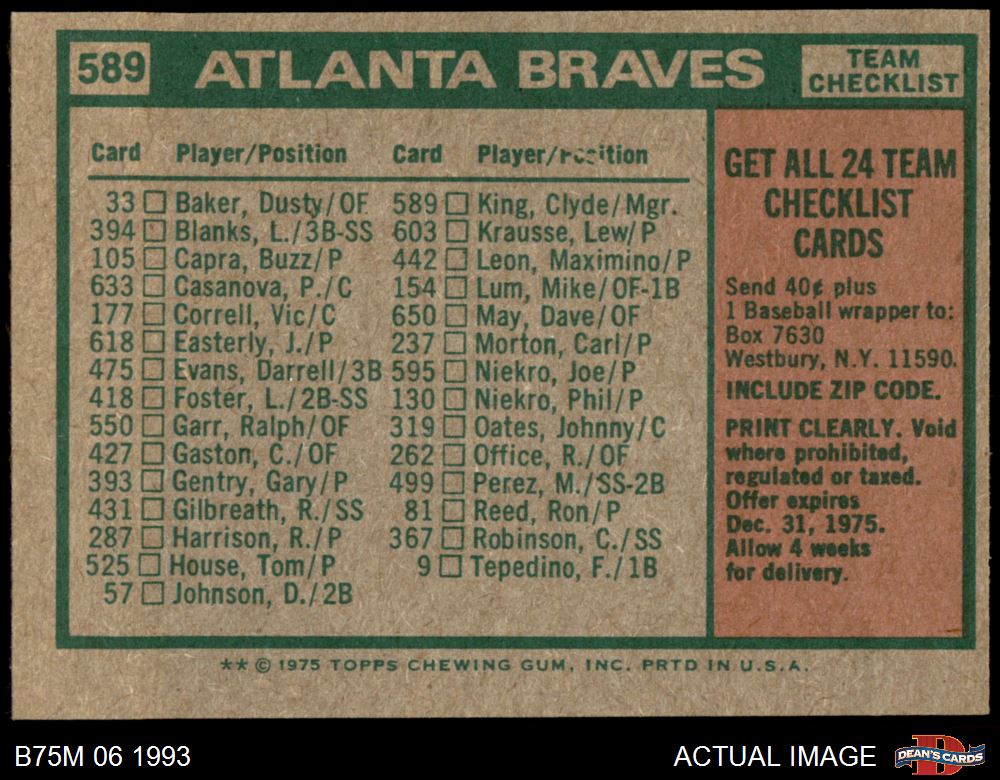 589 ATLANTA BRAVES TEAM CHECKLIST
Card Player/Position Card Player/Position
33 Baker, Dusty/OF 589 King, Clyde/Mgr.
394 Blanks, L./3B-SS 603 Krausse, Lew/P
105 Capra, Buzz/P 442 Leon, Maximino/P
633 Casanova, P./C 154 Lum, Mike/OF-1B
177 Correll, Vic/C 650 May, Dave/OF
618 Easterly, J./P 237 Morton, Carl/P
475 Evans, Darrell/3B 595 Niekro, Joe/P
418 Foster, L./2B-SS 130 Niekro, Phil/P
550 Garr, Ralph/OF 319 Oates, Johnny/C
427 Gaston, C./OF 262 Office, R./OF
393 Gentry, Gary/P 499 Perez, M./SS-2B
431 Gilbreath, R./SS 81 Reed, Ron/P
287 Harrison, R./P 367 Robinson, C./SS
525 House, Tom/P 9 Tepedino, F./1B
57 Johnson, D./2B
GET ALL 24 TEAM
CHECKLIST
CARDS
Send 40¢ plus
1 Baseball wrapper to:
Box 7630
Westbury, N.Y. 11590.
INCLUDE ZIP CODE.
PRINT CLEARLY. Void
where prohibited,
regulated or taxed.
Offer expires
Dec. 31, 1975.
Allow 4 weeks
for delivery.
** © 1975 TOPPS CHEWING GUM, INC. PRTD IN U.S.A.
B75M 06 1993 ACTUAL IMAGE DEAN'S CARDS